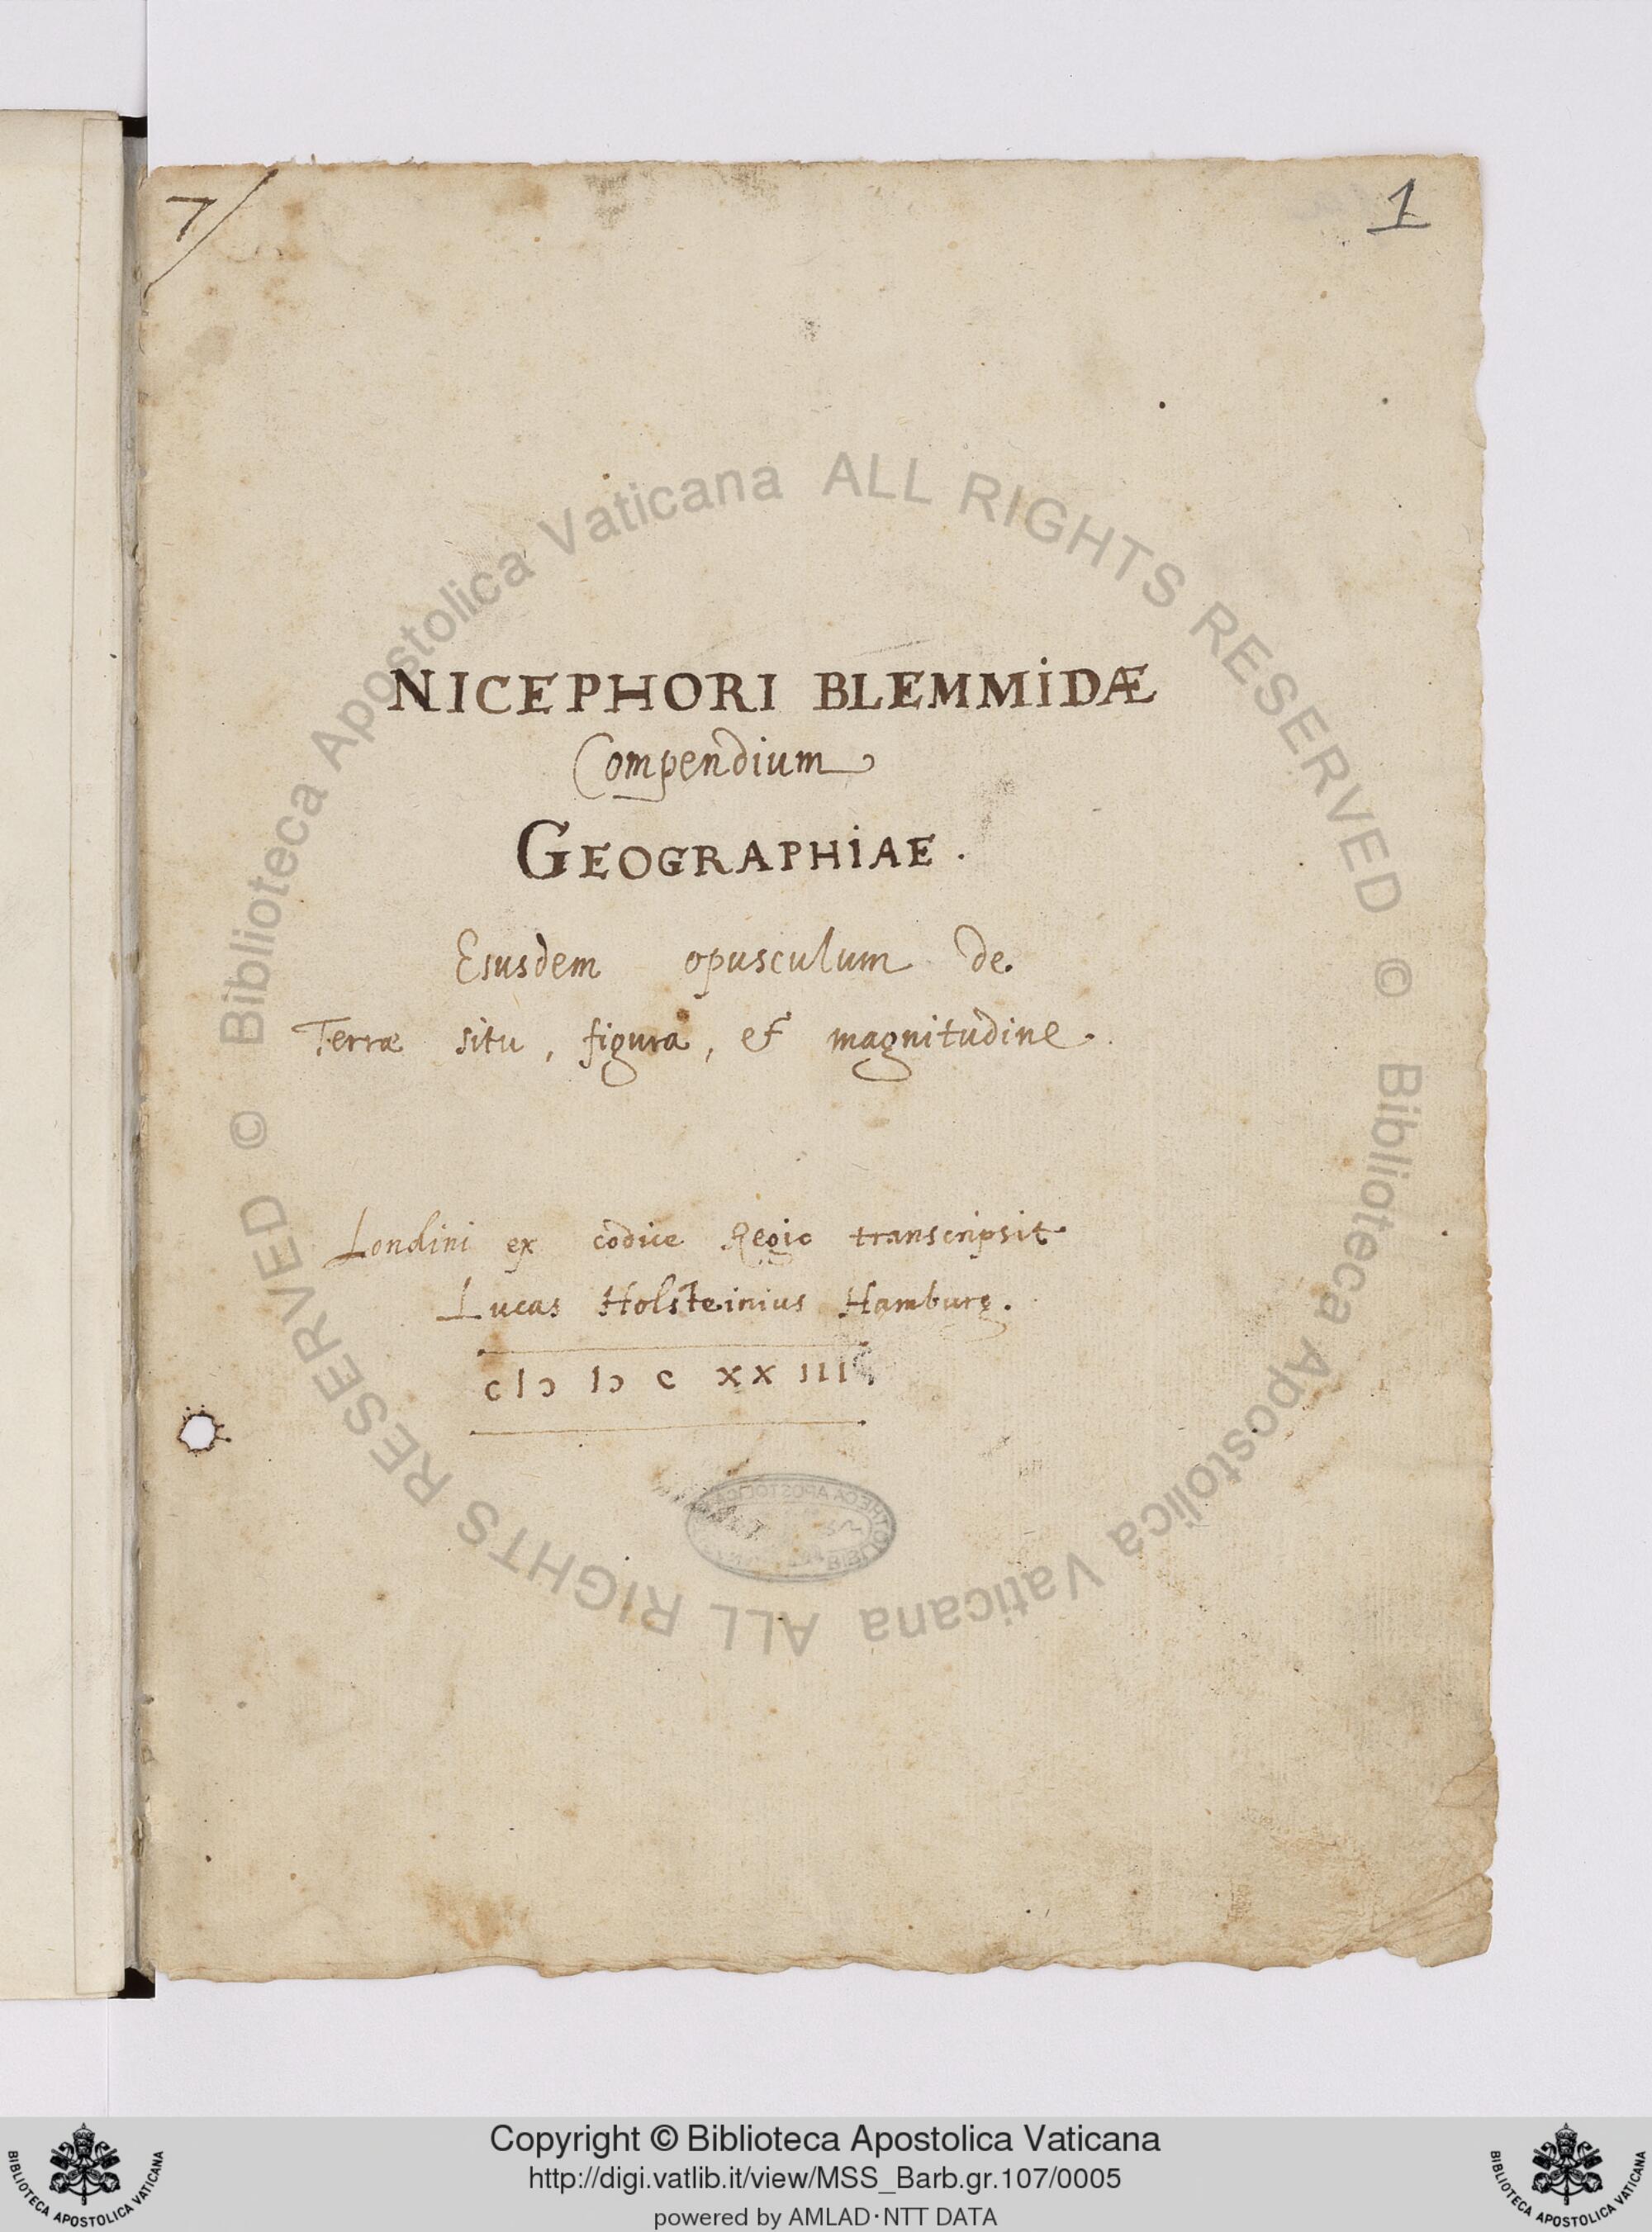 7/
1
NICEPHORI BLEMMIDÆ
Compendium
GEOGRAPHIAE.
Eiusdem opusculum de
Terræ situ, figura, et magnitudine.
Londini ex codice Regio transcripsit
Lucas Holsteinius Hamburg.
cIↄ Iↄ c xx III
© Biblioteca Apostolica Vaticana ALL RIGHTS RESERVED © Biblioteca Apostolica Vaticana ALL RIGHTS RESERVED
Copyright © Biblioteca Apostolica Vaticana
http://digi.vatlib.it/view/MSS_Barb.gr.107/0005
powered by AMLAD·NTT DATA
BIBLIOTECA APOSTOLICA VATICANA
BIBLIOTECA APOSTOLICA VATICANA